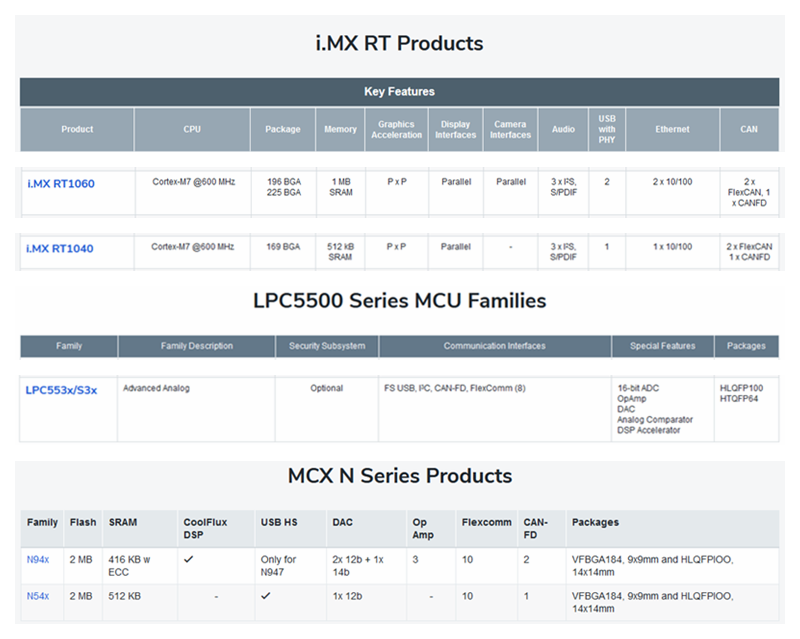 i.MX RT Products
Key Features
Product CPU Package Memory Graphics Acceleration Display Interfaces Camera Interfaces Audio USB with PHY Ethernet CAN
i.MX RT1060 Cortex-M7 @600 MHz 196 BGA 225 BGA 1 MB SRAM P x P Parallel Parallel 3 x I²S, S/PDIF 2 2 x 10/100 2 x FlexCAN, 1 x CANFD
i.MX RT1040 Cortex-M7 @600 MHz 169 BGA 512 kB SRAM P x P Parallel - 3 x I²S, S/PDIF 1 1 x 10/100 2 x FlexCAN 1 x CANFD
LPC5500 Series MCU Families
Family Family Description Security Subsystem Communication Interfaces Special Features Packages
LPC553x/S3x Advanced Analog Optional FS USB, I²C, CAN-FD, FlexComm (8) 16-bit ADC HLQFP100
OpAmp HTQFP64
DAC
Analog Comparator
DSP Accelerator
MCX N Series Products
Family Flash SRAM CoolFlux DSP USB HS DAC Op Amp Flexcomm CAN-FD Packages
N94x 2 MB 416 KB w ECC ✓ Only for N947 2x 12b + 1x 14b 3 10 2 VFBGA184, 9x9mm and HLQFPIOO, 14x14mm
N54x 2 MB 512 KB - ✓ 1x 12b - 10 1 VFBGA184, 9x9mm and HLQFPIOO, 14x14mm